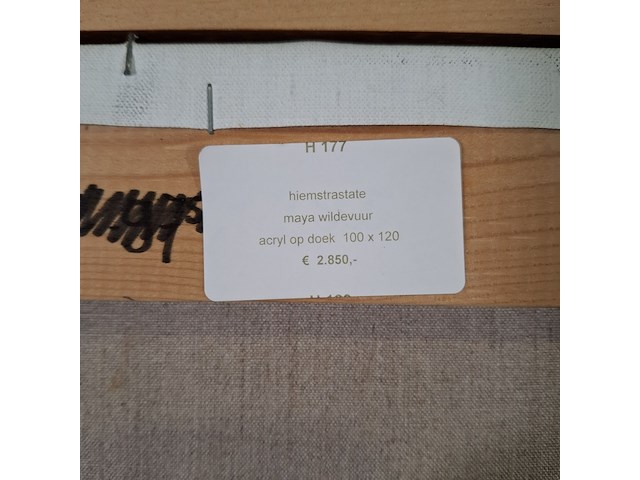 H 177
hiemstrastate
maya wildevuur
acryl op doek 100 x 120
€ 2.850,-